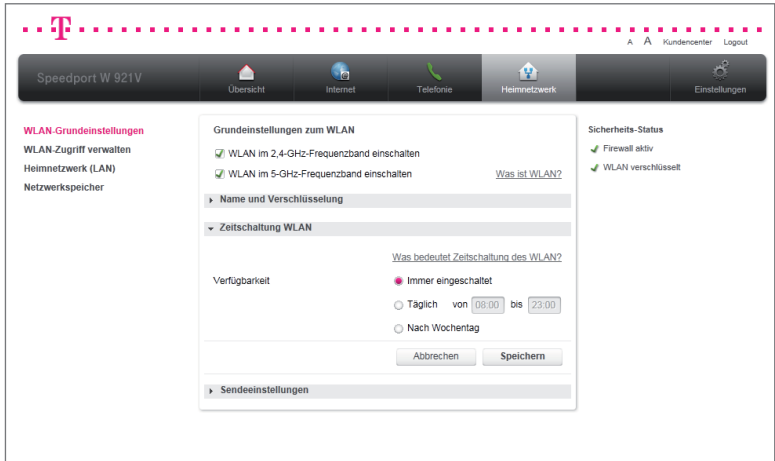 T
A A Kundencenter Logout
Speedport W 921V
Übersicht Internet Telefonie Heimnetzwerk Einstellungen
WLAN-Grundeinstellungen
WLAN-Zugriff verwalten
Heimnetzwerk (LAN)
Netzwerkspeicher
Grundeinstellungen zum WLAN
WLAN im 2,4-GHz-Frequenzband einschalten
WLAN im 5-GHz-Frequenzband einschalten Was ist WLAN?
Name und Verschlüsselung
Zeitschaltung WLAN
Was bedeutet Zeitschaltung des WLAN?
Verfügbarkeit Immer eingeschaltet
Täglich von 08:00 bis 23:00
Nach Wochentag
Abbrechen Speichern
Sendeeinstellungen
Sicherheits-Status
Firewall aktiv
WLAN verschlüsselt